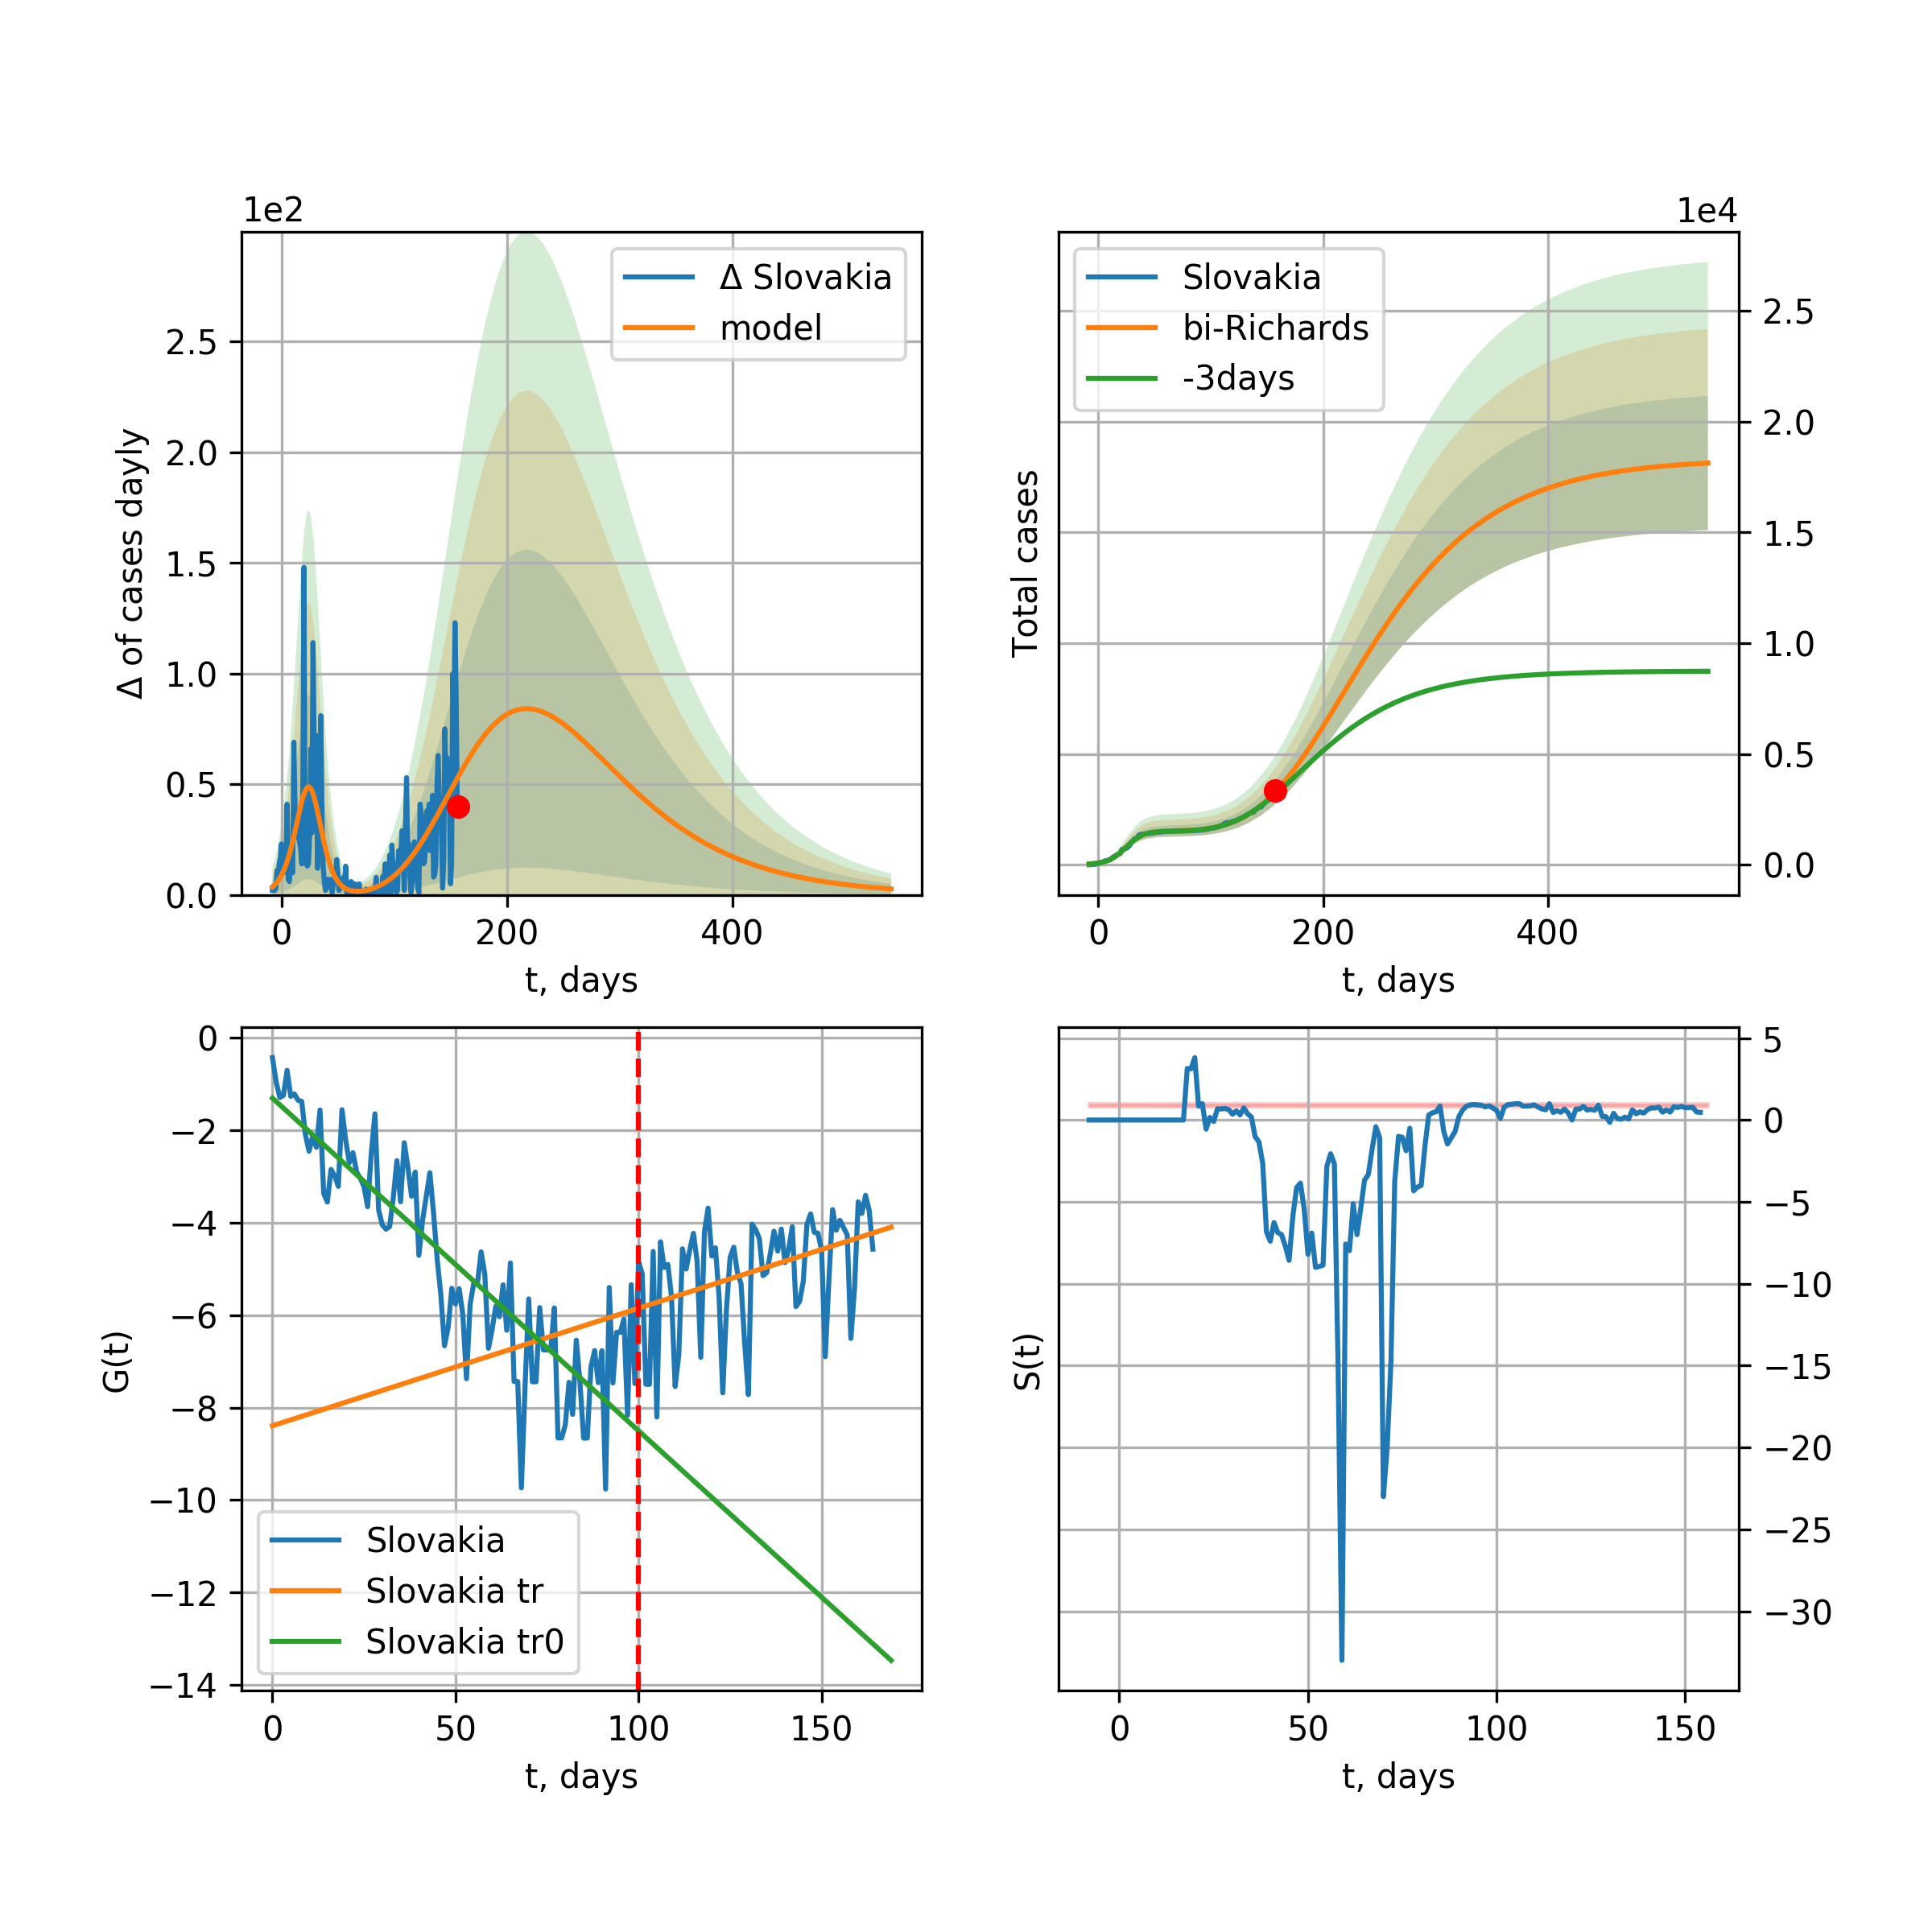 1e2
Δ Slovakia
model
2.5
2.0
1.5
1.0
0.5
0.0
Δ of cases dayly
0 200 400
t, days
1e4
Slovakia
bi-Richards
-3days
2.5
2.0
1.5
1.0
0.5
0.0
Total cases
0 200 400
t, days
0
−2
−4
−6
−8
−10
−12
−14
G(t)
Slovakia
Slovakia tr
Slovakia tr0
0 50 100 150
t, days
5
0
−5
−10
−15
−20
−25
−30
S(t)
0 50 100 150
t, days